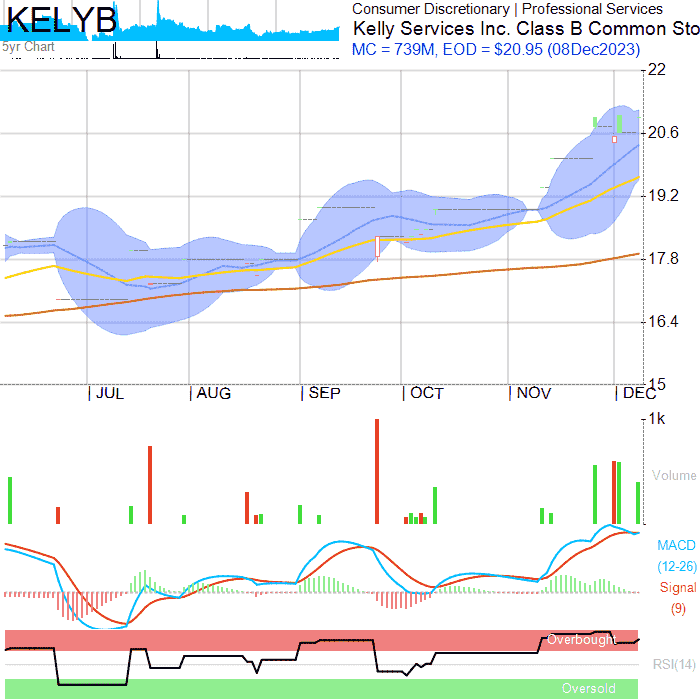 KELYB
Consumer Discretionary | Professional Services
Kelly Services Inc. Class B Common Sto
5yr Chart
MC = 739M, EOD = $20.95 (08Dec2023)
22
20.6
19.2
17.8
16.4
15
JUL AUG SEP OCT NOV DEC
1k
Volume
MACD
(12-26)
Signal
(9)
Overbought
RSI(14)
Oversold